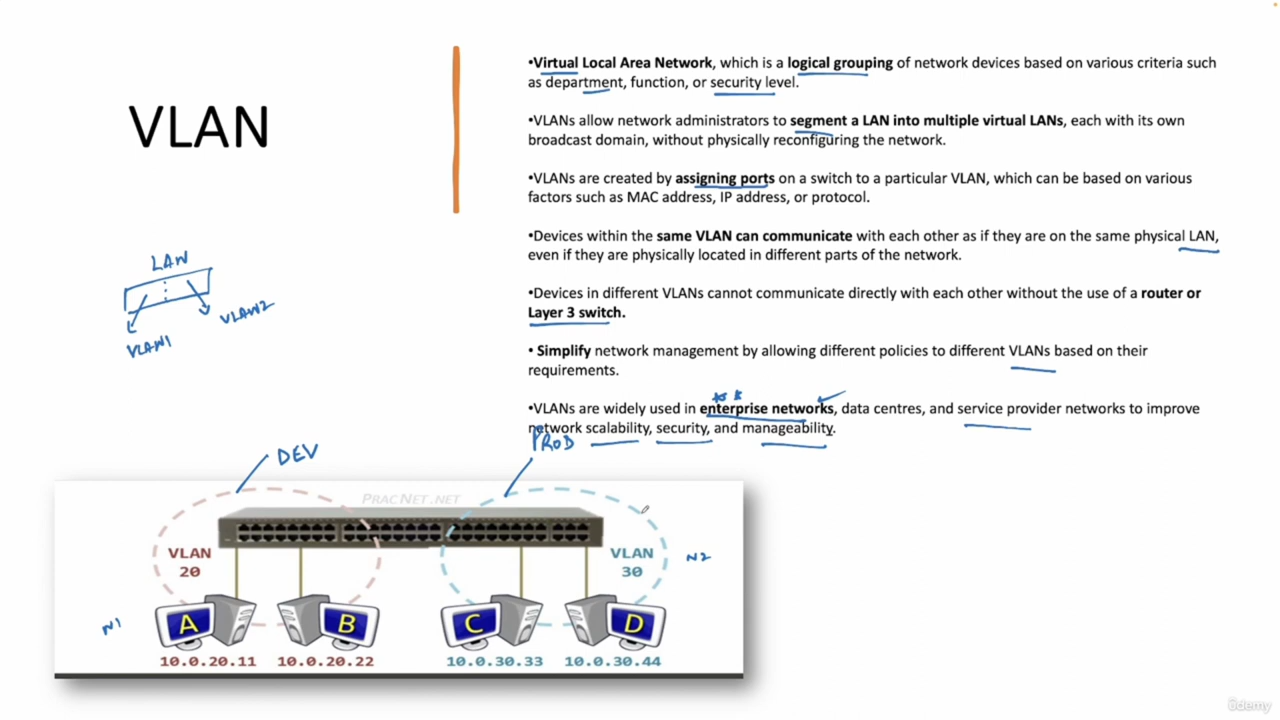 VLAN
•Virtual Local Area Network, which is a logical grouping of network devices based on various criteria such
as department, function, or security level.
•VLANs allow network administrators to segment a LAN into multiple virtual LANs, each with its own
broadcast domain, without physically reconfiguring the network.
•VLANs are created by assigning ports on a switch to a particular VLAN, which can be based on various
factors such as MAC address, IP address, or protocol.
•Devices within the same VLAN can communicate with each other as if they are on the same physical LAN,
even if they are physically located in different parts of the network.
•Devices in different VLANs cannot communicate directly with each other without the use of a router or
Layer 3 switch.
• Simplify network management by allowing different policies to different VLANs based on their
requirements.
•VLANs are widely used in enterprise networks, data centres, and service provider networks to improve
network scalability, security, and manageability.
LAN
VLAN1
VLAN2
DEV
PROD
PRACNET.NET
VLAN
20
VLAN
30
N2
N1
A
B
C
D
10.0.20.11
10.0.20.22
10.0.30.33
10.0.30.44
ûdemy